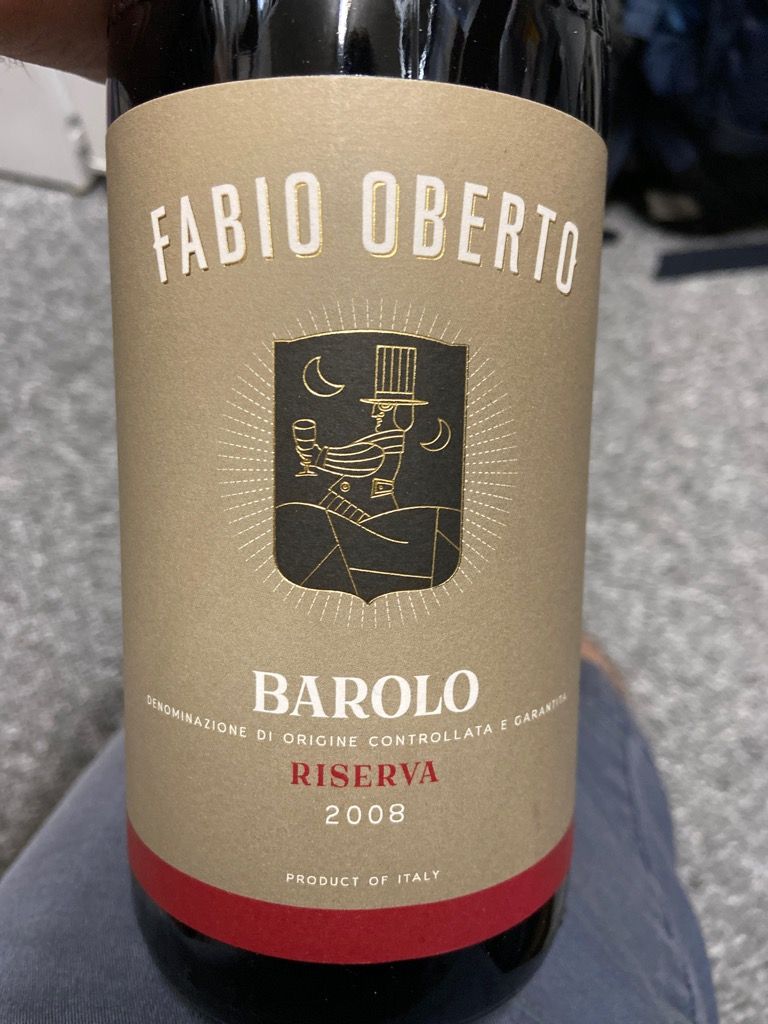 FABIO OBERTO
BAROLO
DENOMINAZIONE DI ORIGINE CONTROLLATA E GARANTITA
RISERVA
2008
PRODUCT OF ITALY